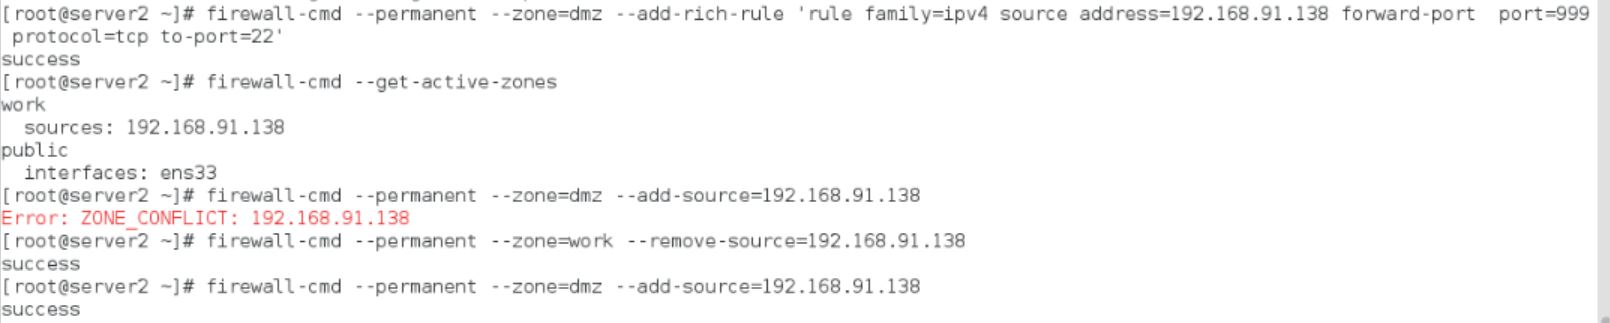 [root@server2 ~]# firewall-cmd --permanent --zone=dmz --add-rich-rule 'rule family=ipv4 source address=192.168.91.138 forward-port  port=999
 protocol=tcp to-port=22'
success
[root@server2 ~]# firewall-cmd --get-active-zones
work
  sources: 192.168.91.138
public
  interfaces: ens33
[root@server2 ~]# firewall-cmd --permanent --zone=dmz --add-source=192.168.91.138
Error: ZONE_CONFLICT: 192.168.91.138
[root@server2 ~]# firewall-cmd --permanent --zone=work --remove-source=192.168.91.138
success
[root@server2 ~]# firewall-cmd --permanent --zone=dmz --add-source=192.168.91.138
success